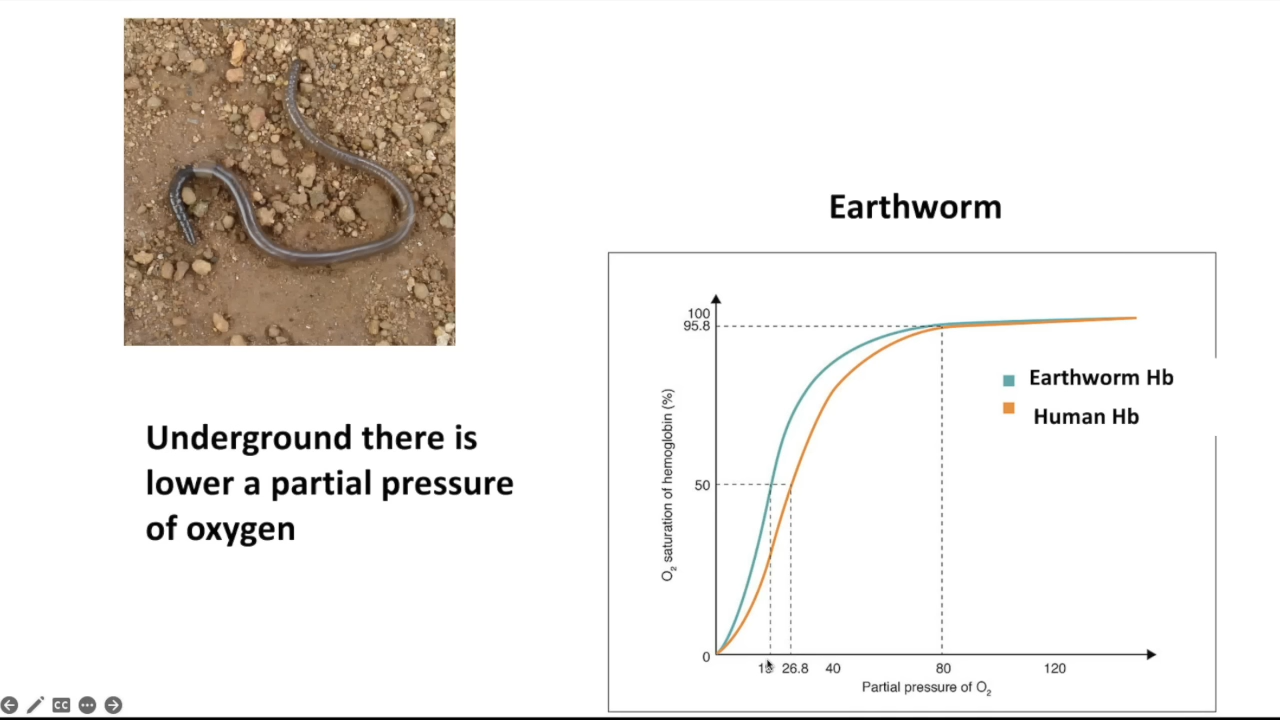 Earthworm
Underground there is
lower a partial pressure
of oxygen
100
95.8
50
0
O₂ saturation of hemoglobin (%)
Earthworm Hb
Human Hb
26.8 40 80 120
Partial pressure of O₂
CC